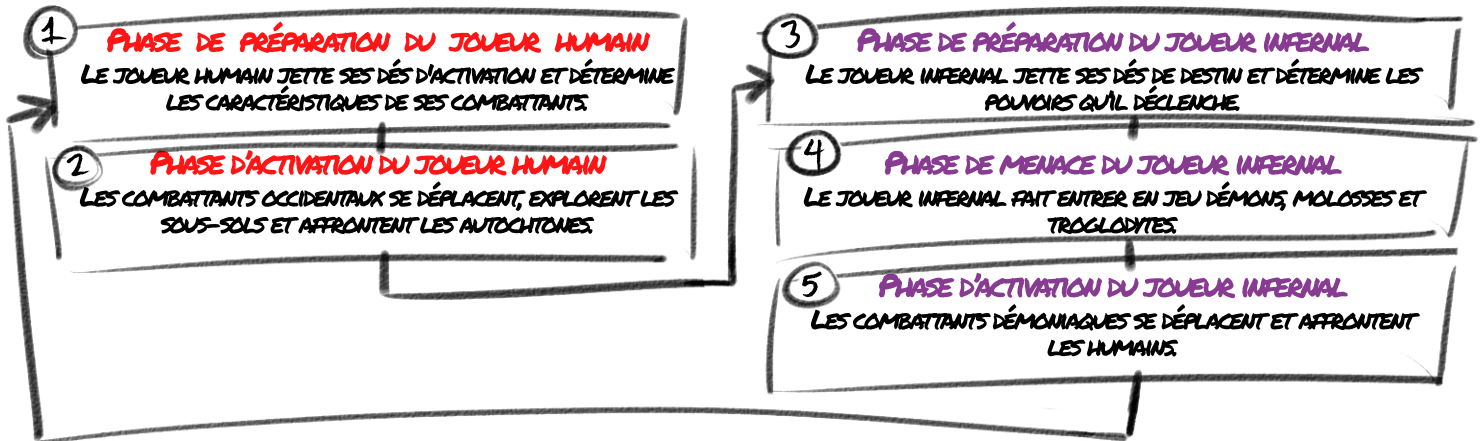 1
PHASE DE PRÉPARATION DU JOUEUR HUMAIN
LE JOUEUR HUMAIN JETTE SES DÉS D'ACTIVATION ET DÉTERMINE
LES CARACTÉRISTIQUES DE SES COMBATTANTS.
2
PHASE D'ACTIVATION DU JOUEUR HUMAIN
LES COMBATTANTS OCCIDENTAUX SE DÉPLACENT, EXPLORENT LES
SOUS-SOLS ET AFFRONTENT LES AUTOCHTONES.
3
PHASE DE PRÉPARATION DU JOUEUR INFERNAL
LE JOUEUR INFERNAL JETTE SES DÉS DE DESTIN ET DÉTERMINE LES
POUVOIRS QU'IL DÉCLENCHE.
4
PHASE DE MENACE DU JOUEUR INFERNAL
LE JOUEUR INFERNAL FAIT ENTRER EN JEU DÉMONS, MOLOSSES ET
TROGLODYTES.
5
PHASE D'ACTIVATION DU JOUEUR INFERNAL
LES COMBATTANTS DÉMONIAQUES SE DÉPLACENT ET AFFRONTENT
LES HUMAINS.